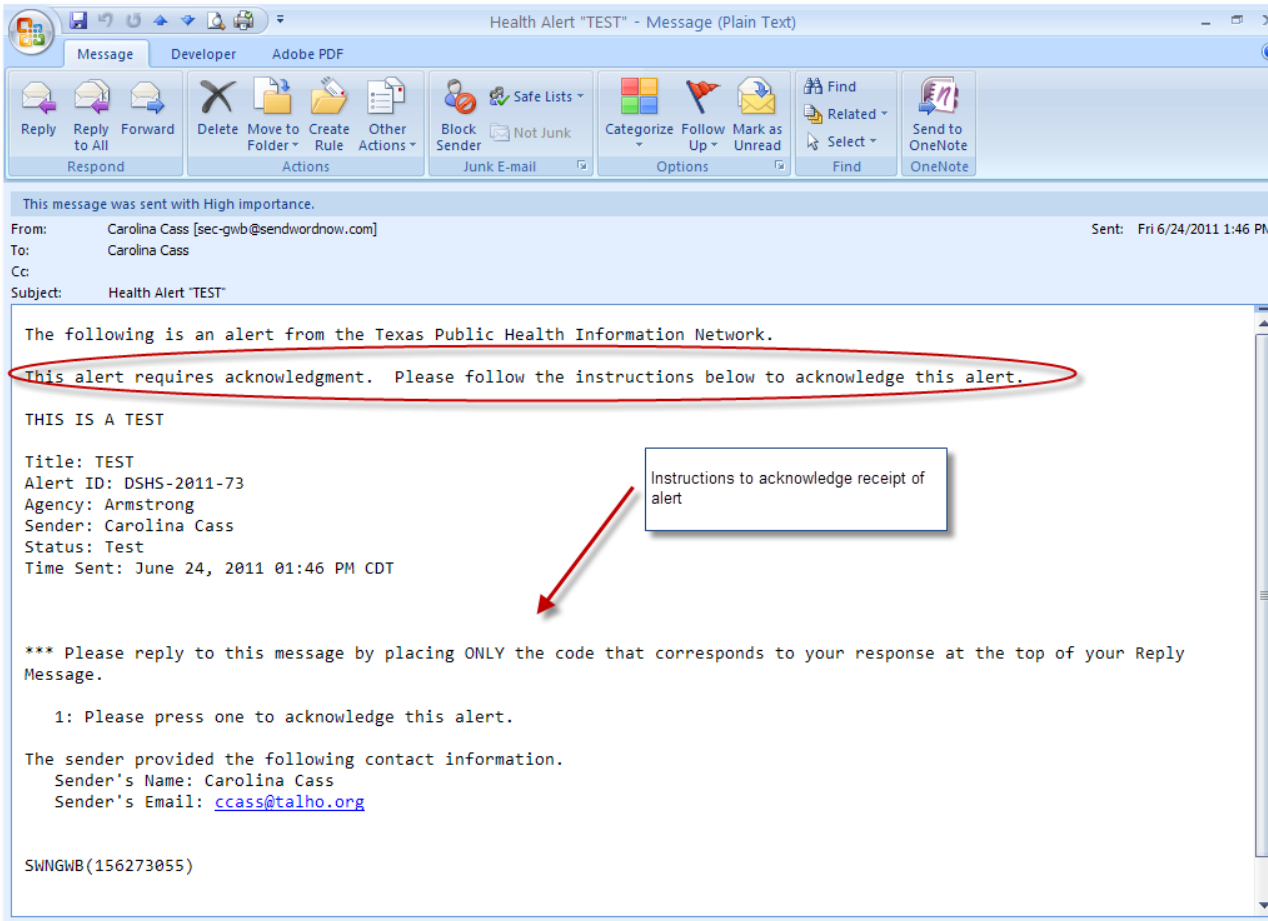 Health Alert "TEST" - Message (Plain Text)
Message Developer Adobe PDF
Reply Reply to All Forward Delete Move to Folder Create Rule Other Actions Block Sender Safe Lists Not Junk Categorize Follow Up Mark as Unread Find Related Select Send to OneNote
Respond Actions Junk E-mail Options Find OneNote
This message was sent with High importance.
From: Carolina Cass [sec-gwb@sendwordnow.com] Sent: Fri 6/24/2011 1:46 PM
To: Carolina Cass
Cc:
Subject: Health Alert "TEST"
The following is an alert from the Texas Public Health Information Network.
This alert requires acknowledgment. Please follow the instructions below to acknowledge this alert.
THIS IS A TEST
Title: TEST
Alert ID: DSHS-2011-73
Agency: Armstrong
Sender: Carolina Cass
Status: Test
Time Sent: June 24, 2011 01:46 PM CDT
Instructions to acknowledge receipt of
alert
*** Please reply to this message by placing ONLY the code that corresponds to your response at the top of your Reply
Message.
1: Please press one to acknowledge this alert.
The sender provided the following contact information.
Sender's Name: Carolina Cass
Sender's Email: ccass@talho.org
SWNGWB(156273055)